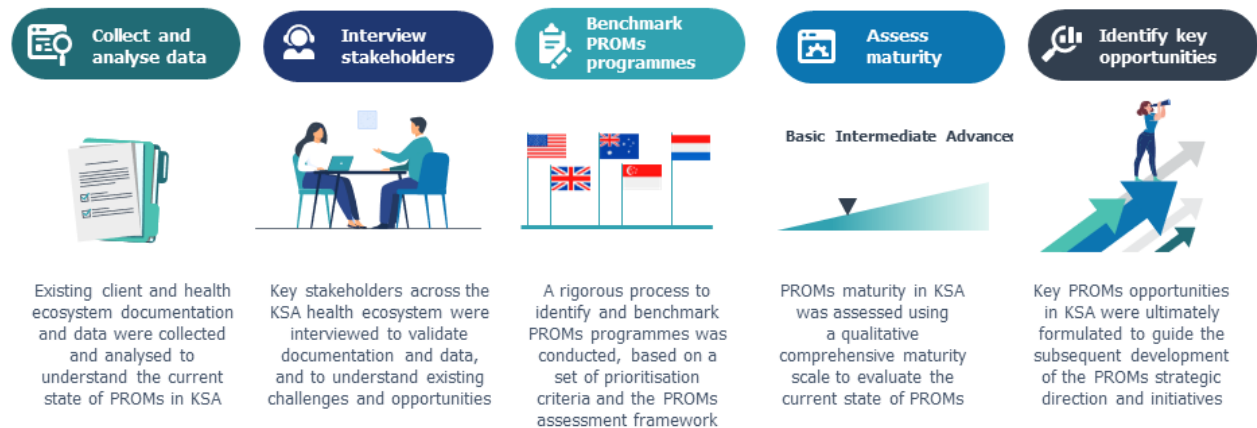 Collect and
analyse data
Interview
stakeholders
Benchmark
PROMs
programmes
Assess
maturity
Identify key
opportunities
Basic Intermediate Advance
Existing client and health
ecosystem documentation
and data were collected
and analysed to
understand the current
state of PROMs in KSA
Key stakeholders across the
KSA health ecosystem were
interviewed to validate
documentation and data,
and to understand existing
challenges and opportunities
A rigorous process to
identify and benchmark
PROMs programmes was
conducted, based on a
set of prioritisation
criteria and the PROMs
assessment framework
PROMs maturity in KSA
was assessed using
a qualitative
comprehensive maturity
scale to evaluate the
current state of PROMs
Key PROMs opportunities
in KSA were ultimately
formulated to guide the
subsequent development
of the PROMs strategic
direction and initiatives